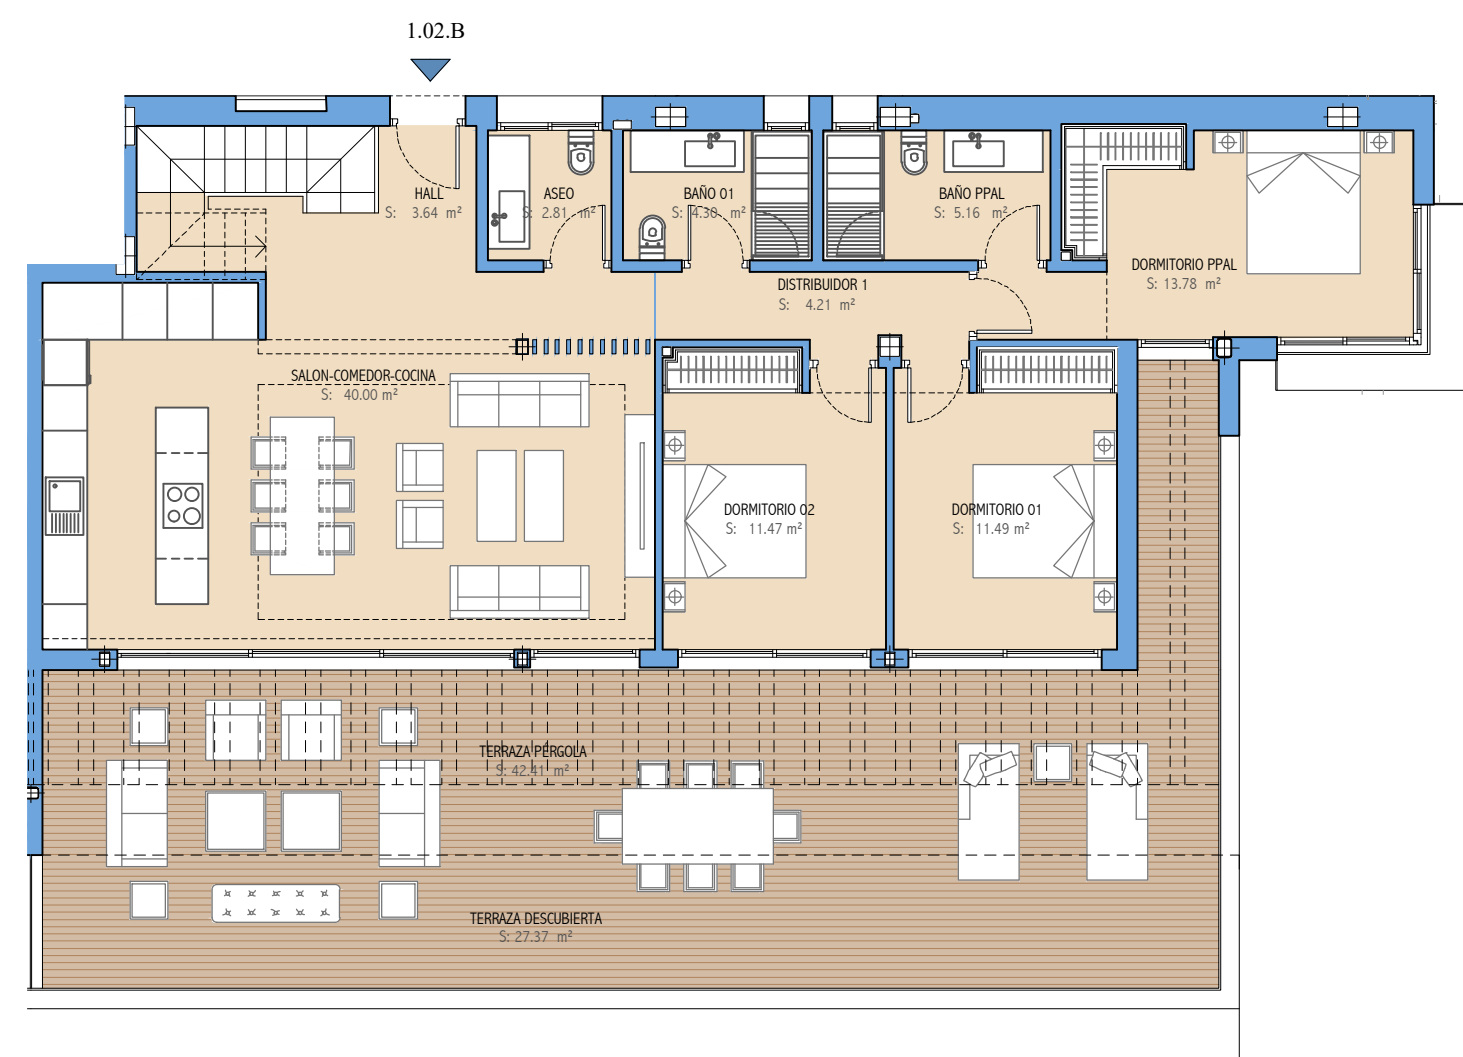 1.02.B
HALL
S: 3.64 m²
ASEO
S: 2.81 m²
BAÑO 01
S: 4.30 m²
BAÑO PPAL
S: 5.16 m²
DORMITORIO PPAL
S: 13.78 m²
DISTRIBUIDOR 1
S: 4.21 m²
SALON-COMEDOR-COCINA
S: 40.00 m²
DORMITORIO 02
S: 11.47 m²
DORMITORIO 01
S: 11.49 m²
TERRAZA PERGOLA
S: 42.41 m²
TERRAZA DESCUBIERTA
S: 27.37 m²